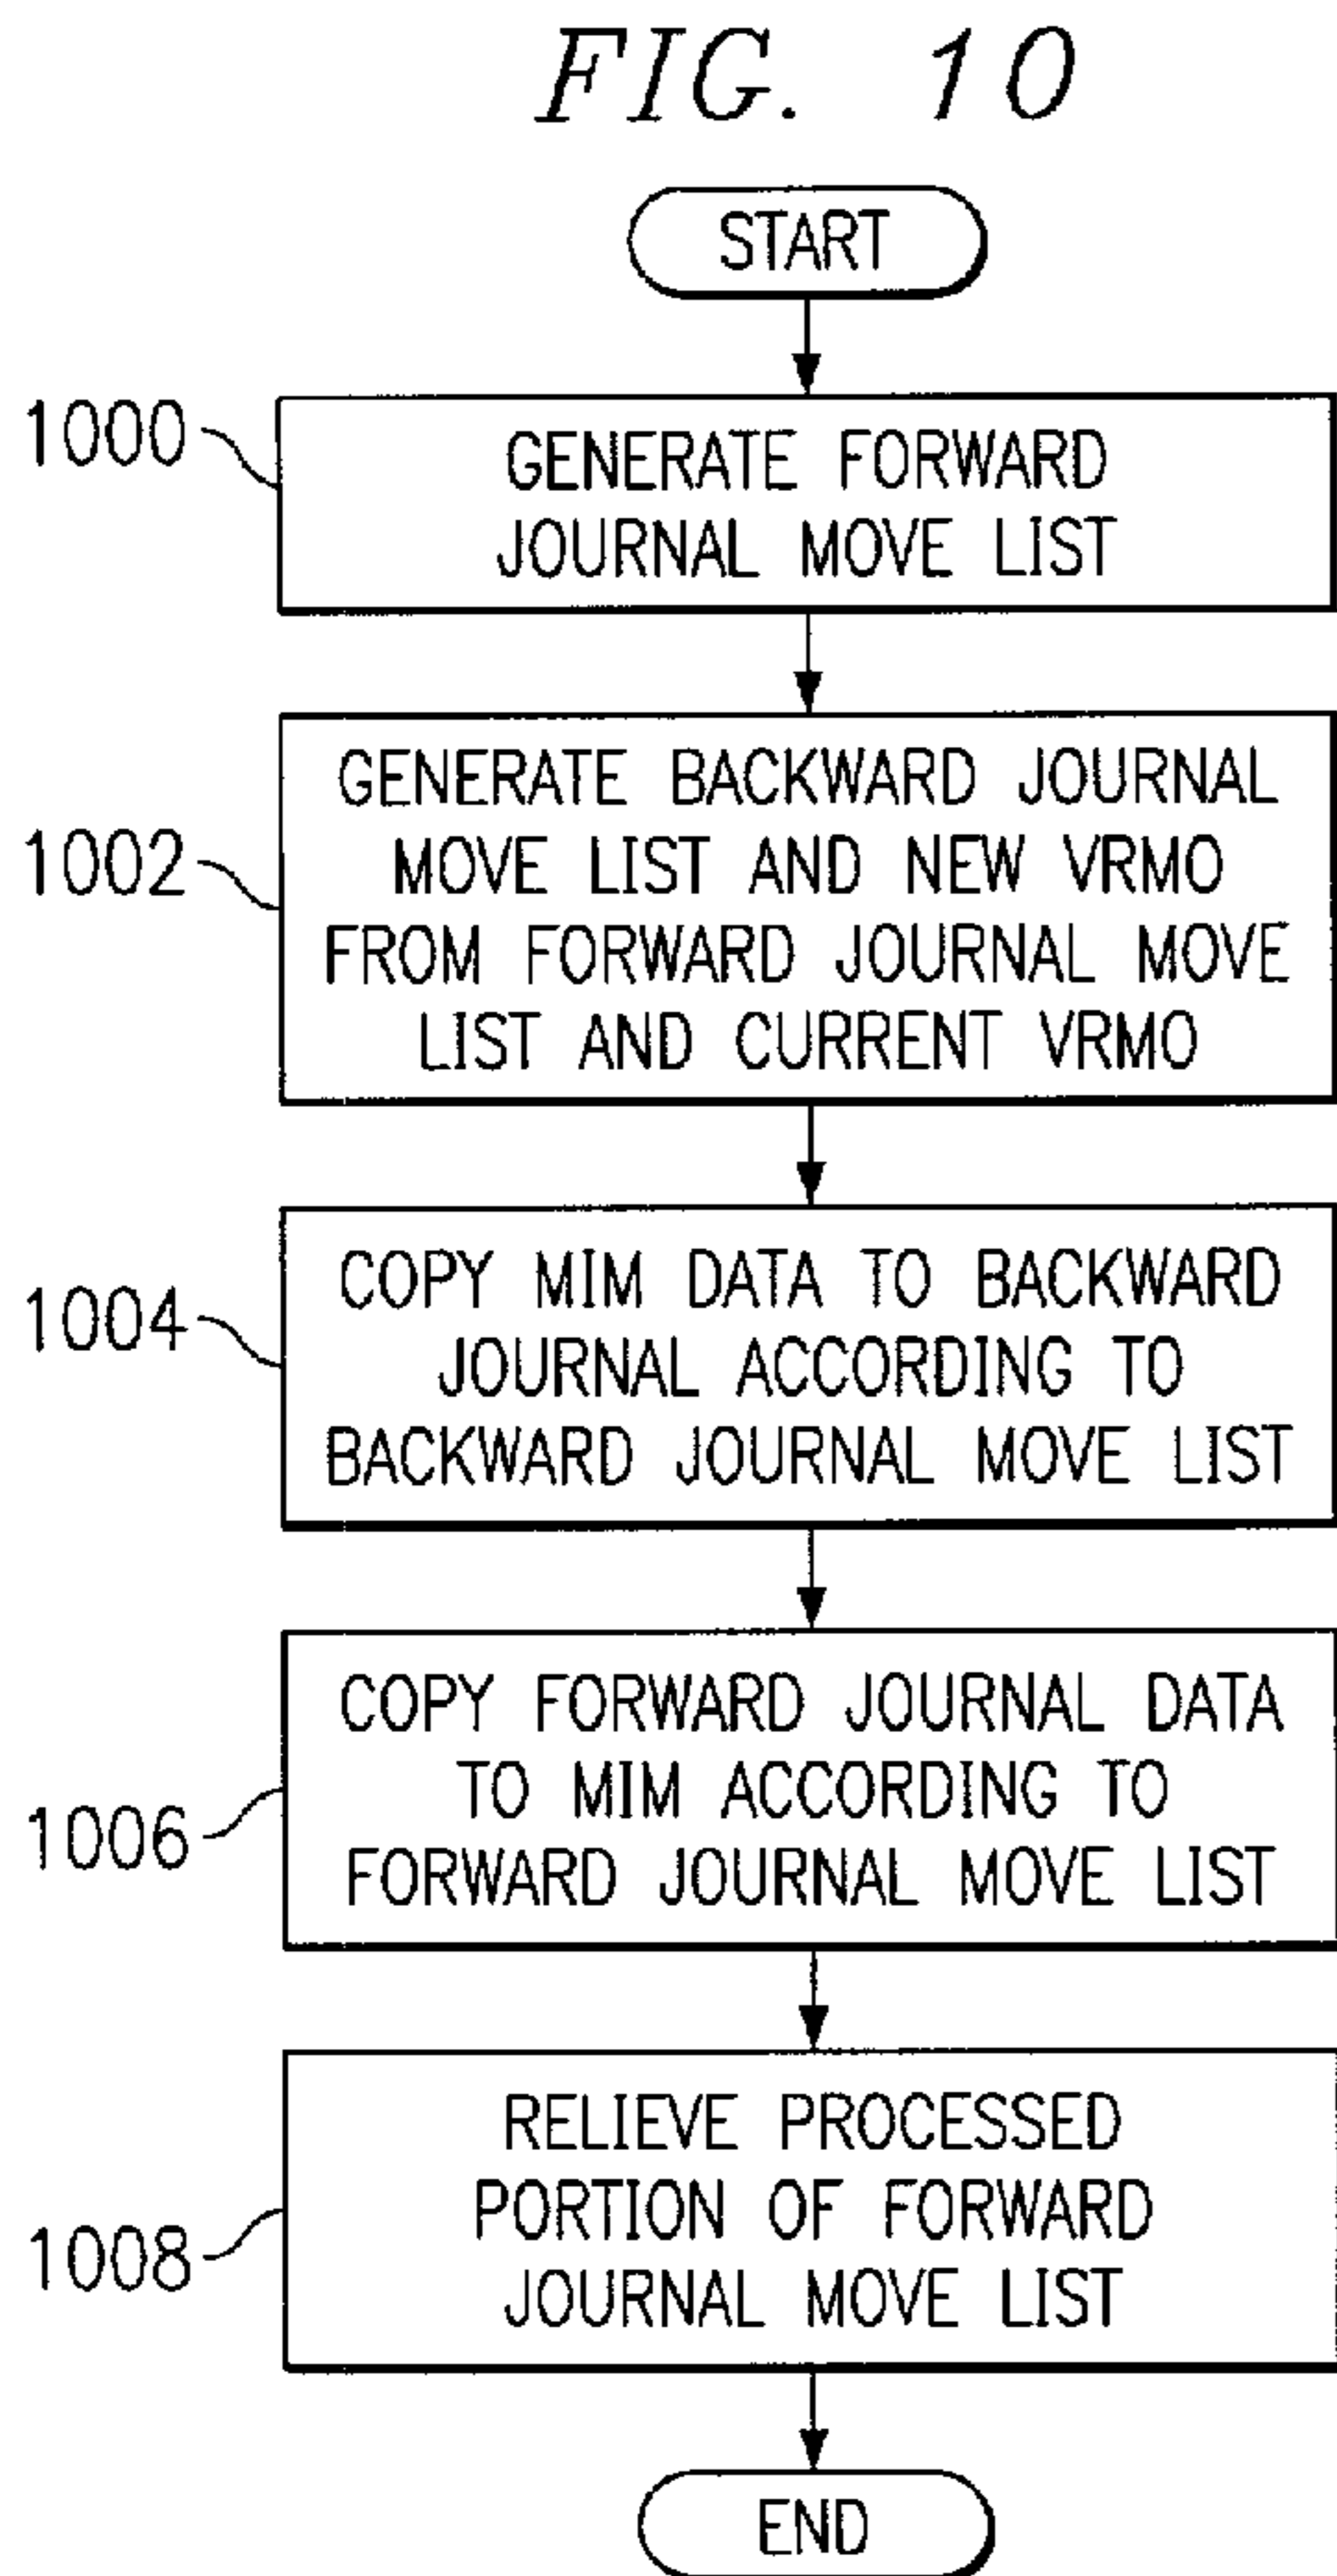 FIG. 10
START
1000
GENERATE FORWARD
JOURNAL MOVE LIST
1002
GENERATE BACKWARD JOURNAL
MOVE LIST AND NEW VRMO
FROM FORWARD JOURNAL MOVE
LIST AND CURRENT VRMO
1004
COPY MIM DATA TO BACKWARD
JOURNAL ACCORDING TO
BACKWARD JOURNAL MOVE LIST
1006
COPY FORWARD JOURNAL DATA
TO MIM ACCORDING TO
FORWARD JOURNAL MOVE LIST
1008
RELIEVE PROCESSED
PORTION OF FORWARD
JOURNAL MOVE LIST
END